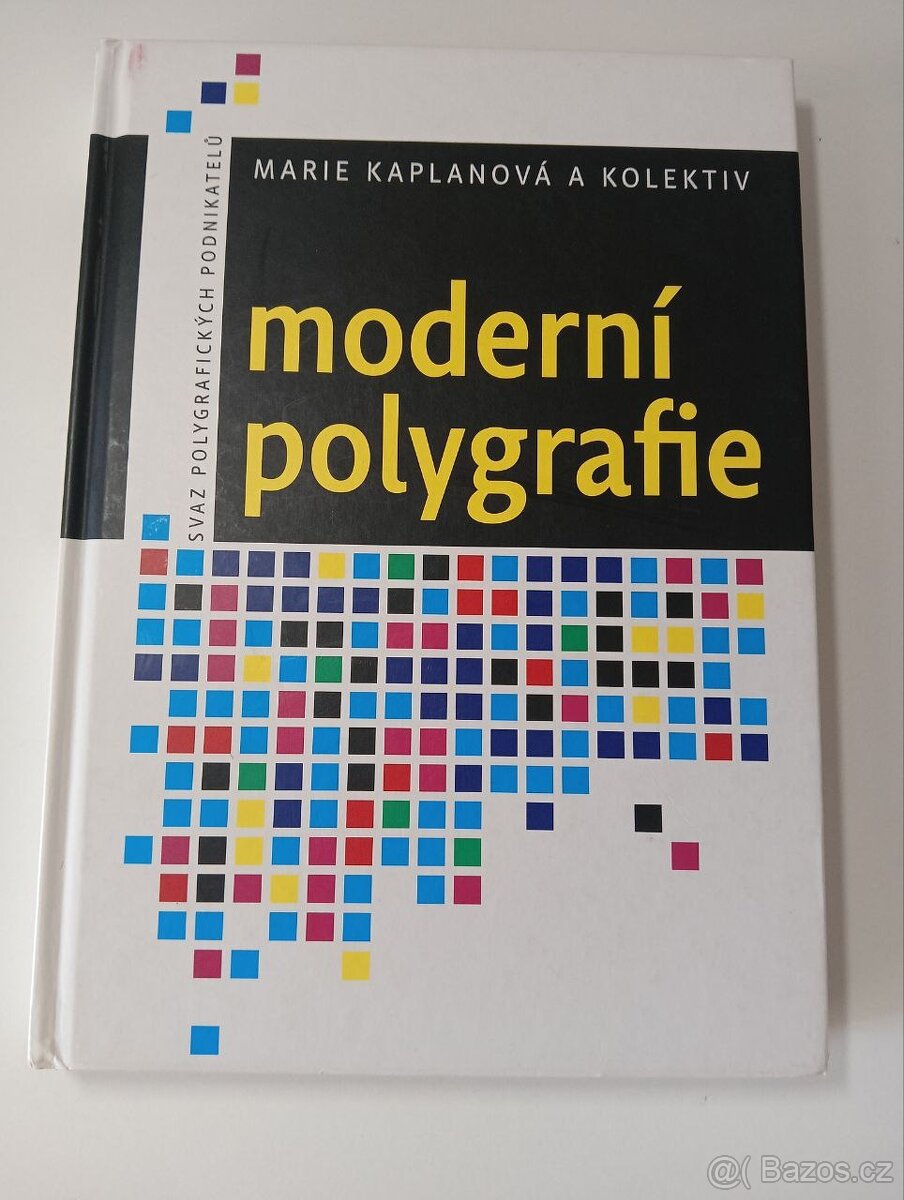 MARIE KAPLANOVÁ A KOLEKTIV
SVAZ POLYGRAFICKÝCH PODNIKATELŮ
moderní
polygrafie
@( Bazos.cz